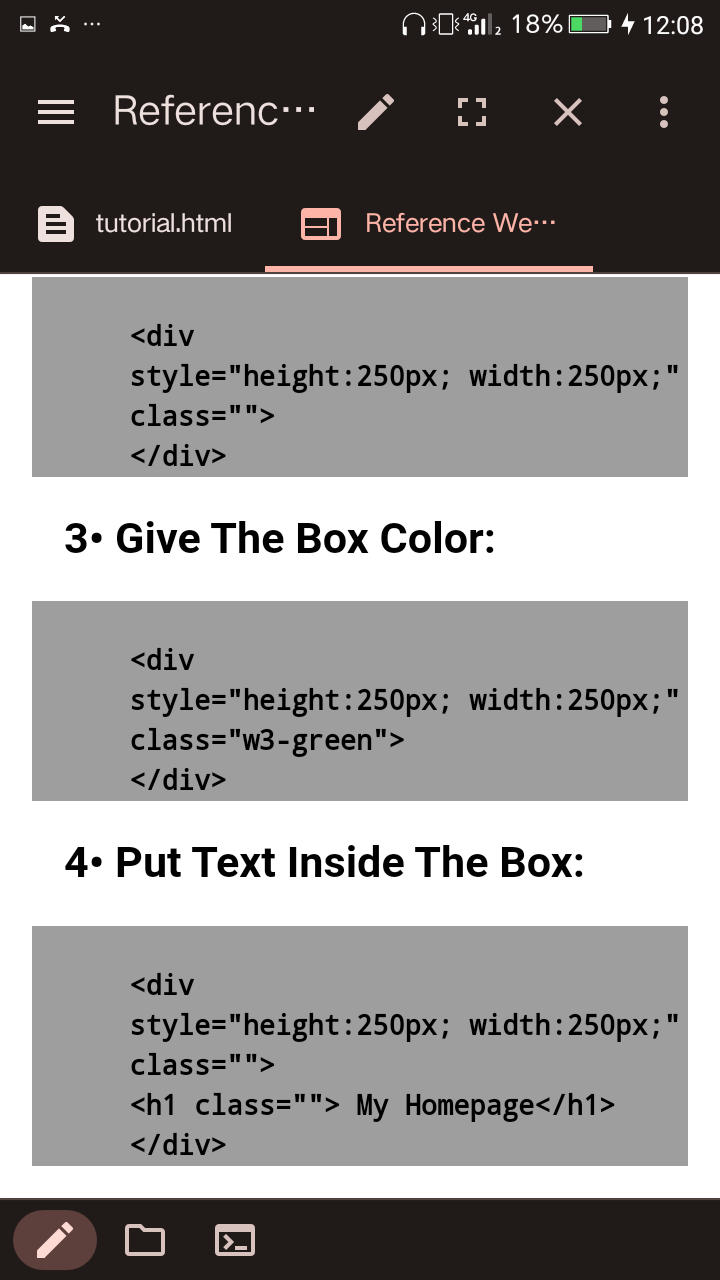 4G 2 18% 12:08
Referenc...
tutorial.html Reference We...
<div
style="height:250px; width:250px;"
class="">
</div>
3• Give The Box Color:
<div
style="height:250px; width:250px;"
class="w3-green">
</div>
4• Put Text Inside The Box:
<div
style="height:250px; width:250px;"
class="">
<h1 class=""> My Homepage</h1>
</div>